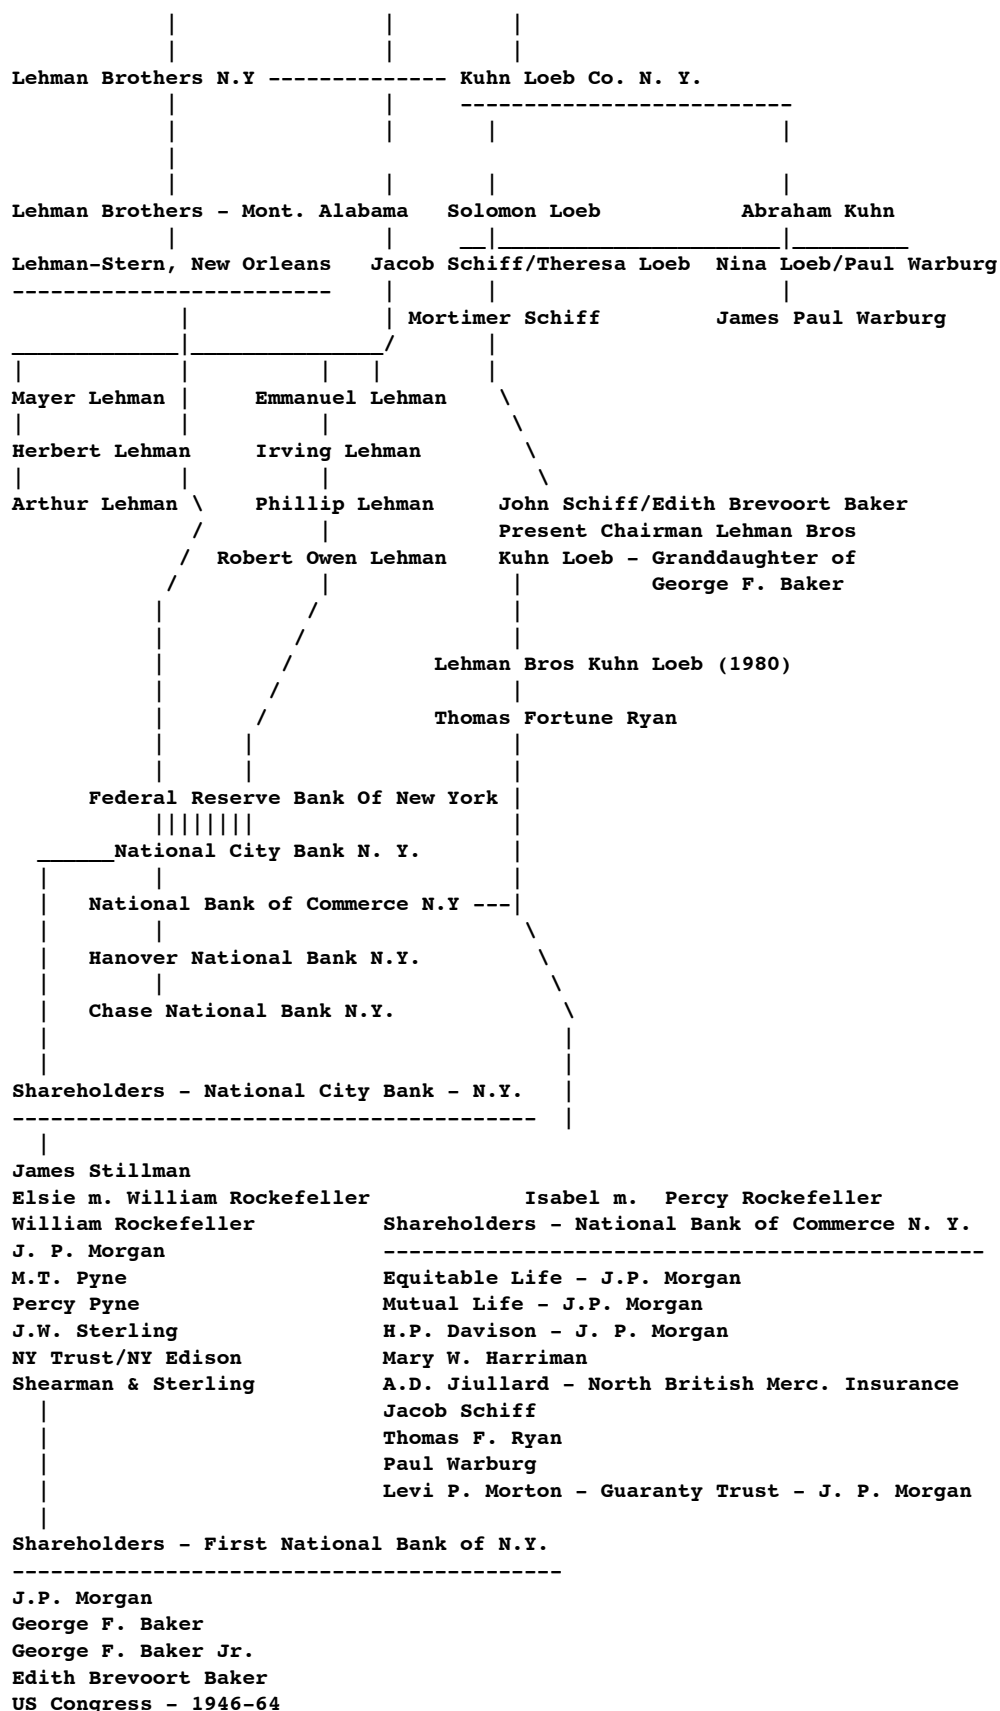 Lehman Brothers N.Y -------------- Kuhn Loeb Co. N. Y.
Lehman Brothers - Mont. Alabama Solomon Loeb Abraham Kuhn
Lehman-Stern, New Orleans Jacob Schiff/Theresa Loeb Nina Loeb/Paul Warburg
Mortimer Schiff James Paul Warburg
Mayer Lehman Emmanuel Lehman
Herbert Lehman Irving Lehman
Arthur Lehman Phillip Lehman John Schiff/Edith Brevoort Baker
Present Chairman Lehman Bros
Robert Owen Lehman Kuhn Loeb - Granddaughter of
George F. Baker
Lehman Bros Kuhn Loeb (1980)
Thomas Fortune Ryan
Federal Reserve Bank Of New York
National City Bank N. Y.
National Bank of Commerce N.Y ---
Hanover National Bank N.Y.
Chase National Bank N.Y.
Shareholders - National City Bank - N.Y.
James Stillman
Elsie m. William Rockefeller Isabel m. Percy Rockefeller
William Rockefeller Shareholders - National Bank of Commerce N. Y.
J. P. Morgan
M.T. Pyne Equitable Life - J.P. Morgan
Percy Pyne Mutual Life - J.P. Morgan
J.W. Sterling H.P. Davison - J. P. Morgan
NY Trust/NY Edison Mary W. Harriman
Shearman & Sterling A.D. Jiullard - North British Merc. Insurance
Jacob Schiff
Thomas F. Ryan
Paul Warburg
Levi P. Morton - Guaranty Trust - J. P. Morgan
Shareholders - First National Bank of N.Y.
J.P. Morgan
George F. Baker
George F. Baker Jr.
Edith Brevoort Baker
US Congress - 1946-64